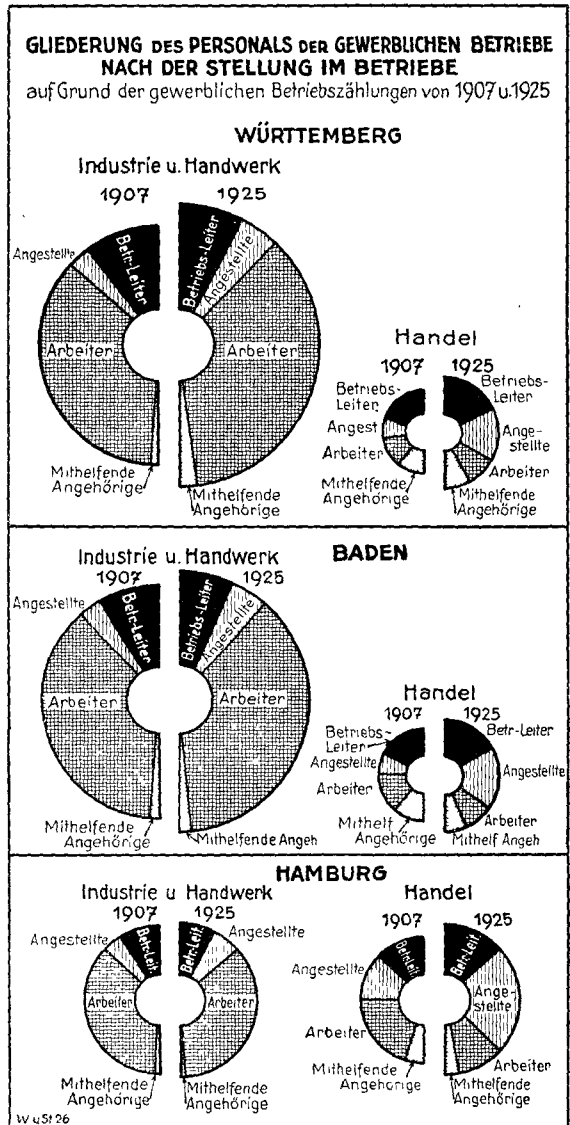 GLIEDERUNG DES PERSONALS DER GEWERBLICHEN BETRIEBE
NACH DER STELLUNG IM BETRIEBE
auf Grund der gewerblichen Betriebszählungen von 1907 u. 1925
WÜRTTEMBERG
Industrie u. Handwerk
1907 1925
Angestellte
Betr-Leiter
Betriebs-Leiter
Angestellte
Arbeiter
Arbeiter
Mithelfende
Angehörige
Mithelfende
Angehörige
Handel
1907 1925
Betriebs-
Leiter
Betriebs-
Leiter
Angest
Ange-
stellte
Arbeiter
Arbeiter
Mithelfende
Angehörige
Mithelfende
Angehörige
BADEN
Industrie u. Handwerk
1907 1925
Angestellte
Betr-Leiter
Betriebs-Leiter
Angestellte
Arbeiter
Arbeiter
Mithelfende
Angehörige
Mithelfende Angeh
Handel
1907 1925
Betriebs-
Leiter
Betr-Leiter
Angestellte
Angestellte
Arbeiter
Arbeiter
Mithelf
Angehörige
Mithelf Angeh
HAMBURG
Industrie u Handwerk
1907 1925
Angestellte
Betr-Leit.
Betr-Leit.
Angestellte
Arbeiter
Arbeiter
Mithelfende
Angehörige
Mithelfende
Angehörige
Handel
1907 1925
Betr-Leit.
Betr-Leit.
Angestellte
Ange-
stellte
Arbeiter
Arbeiter
Mithelfende
Angehörige
Mithelfende
Angehörige
W u St 26